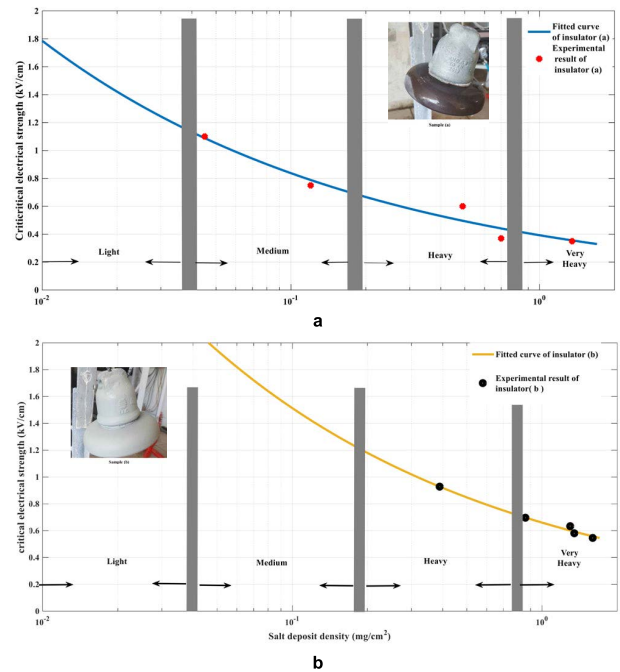 2
1.8
1.6
1.4
1.2
1
0.8
0.6
0.4
0.2
0
Criticritical electrical strength (kV/cm)
Fitted curve
of insulator (a)
Experimental
result of
insulator (a)
Sample (a)
Light
Medium
Heavy
Very
Heavy
10-2
10-1
100
a
2
1.8
1.6
1.4
1.2
1
0.8
0.6
0.4
0.2
0
critical electrical strength (kV/cm)
Fitted curve of insulator (b)
Experimental result of
insulator( b )
Sample (b)
Light
Medium
Heavy
Very
Heavy
10-2
10-1
100
Salt deposit density (mg/cm2)
b